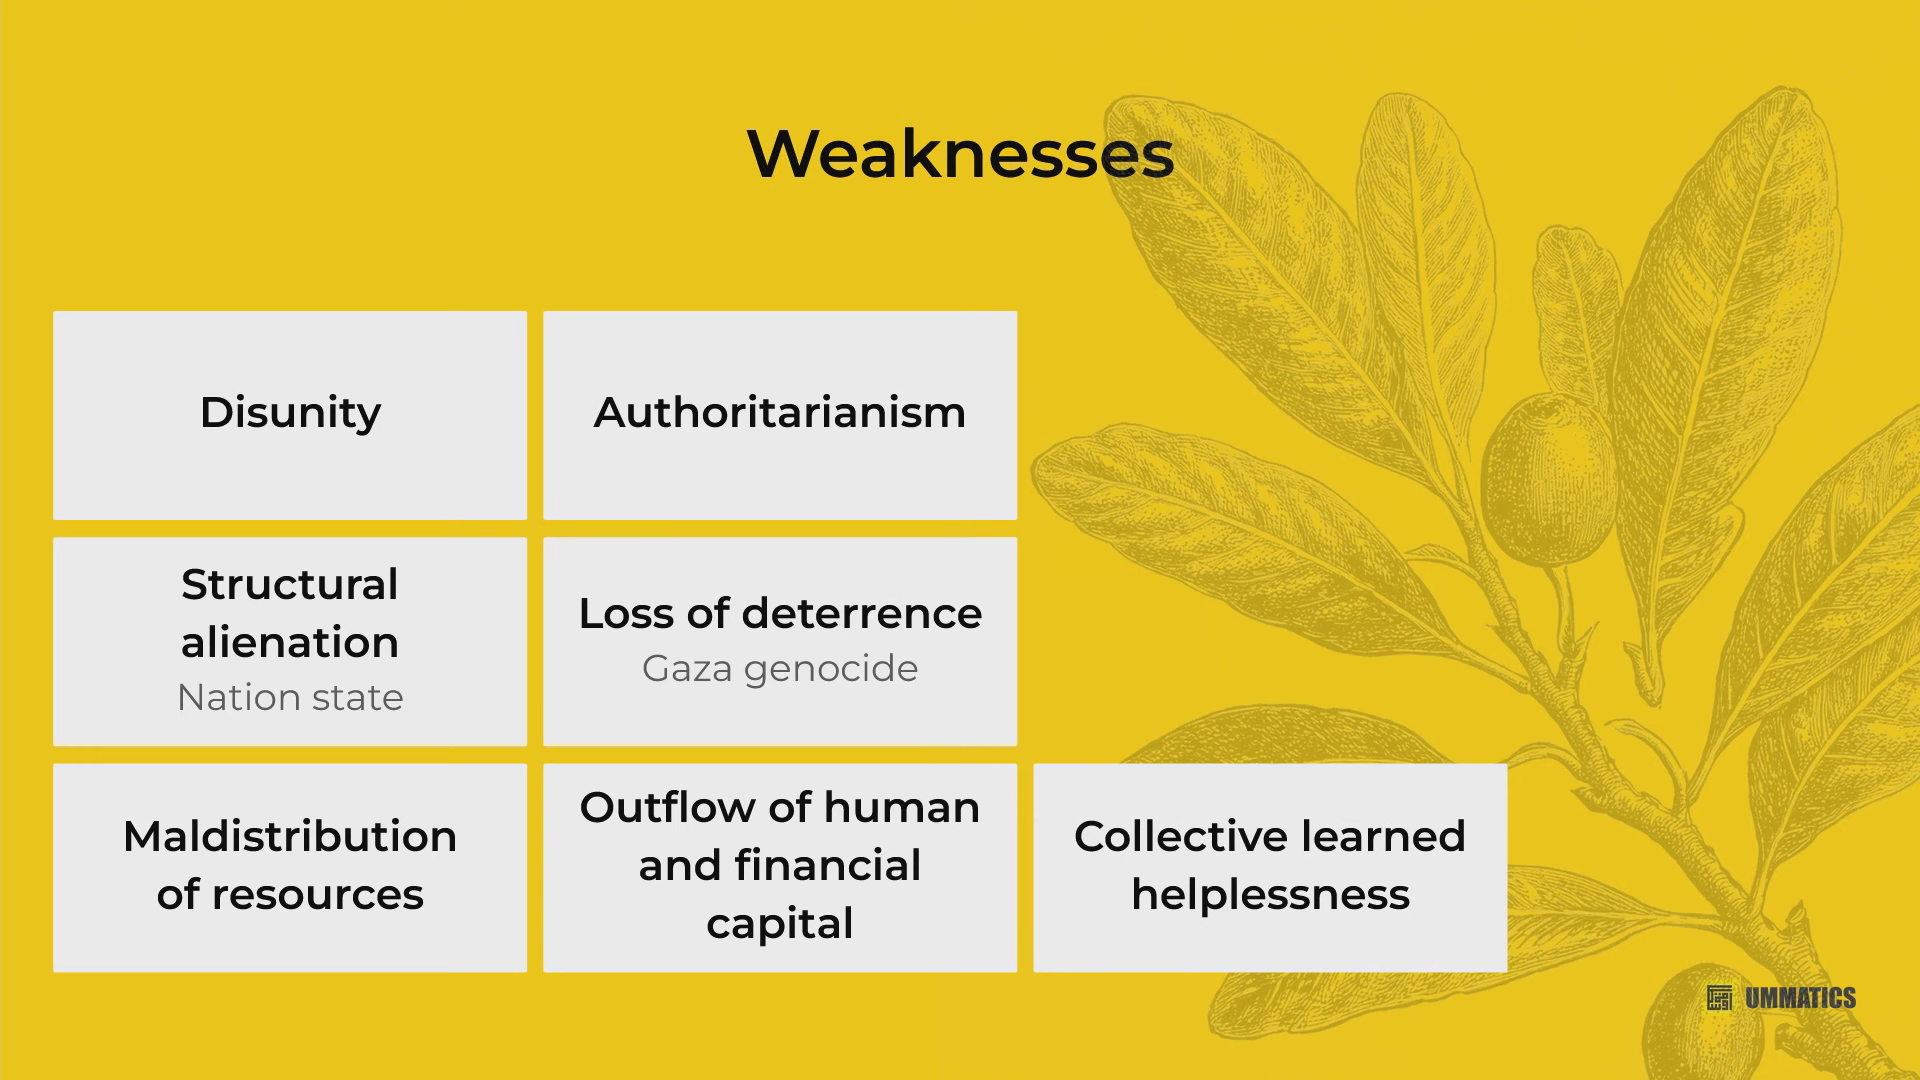 Weaknesses
Disunity
Authoritarianism
Structural
alienation
Nation state
Loss of deterrence
Gaza genocide
Maldistribution
of resources
Outflow of human
and financial
capital
Collective learned
helplessness
UMMATICS